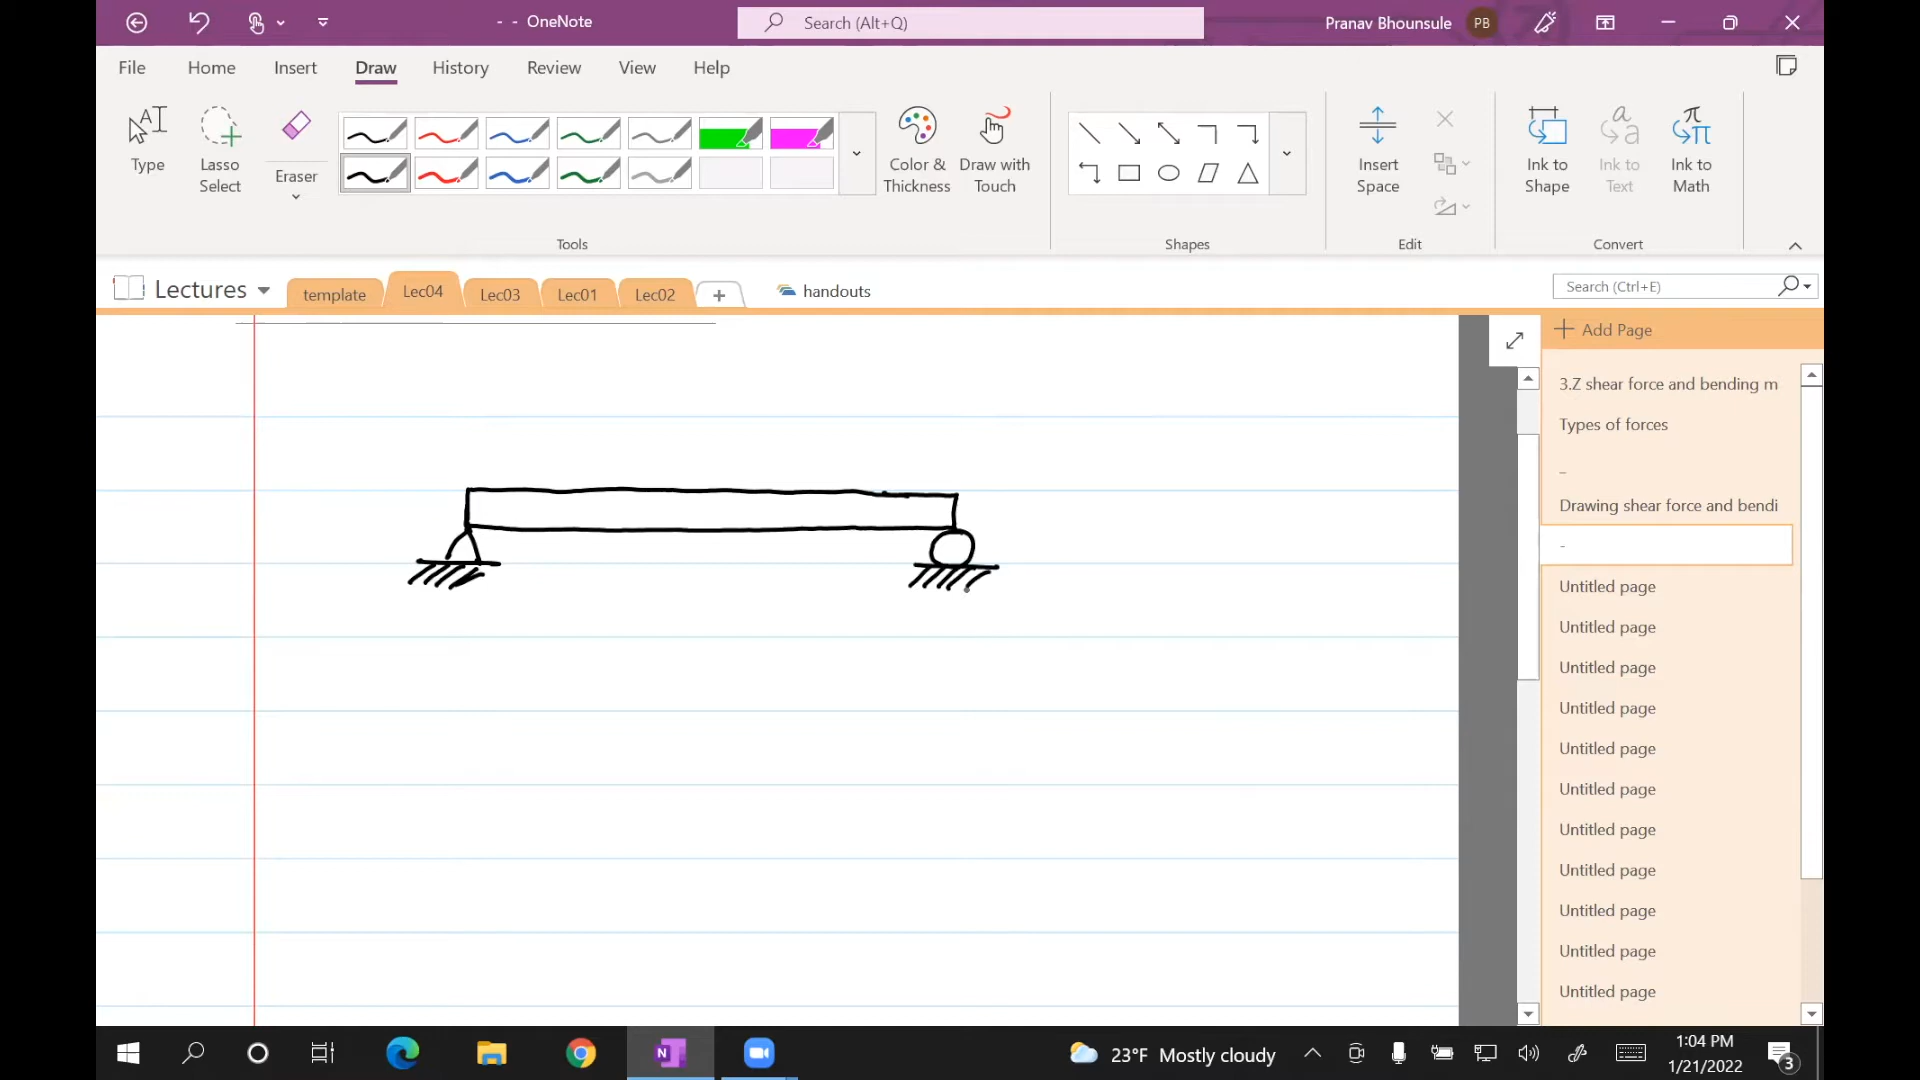 - - OneNote
Search (Alt+Q)
Pranav Bhounsule PB
File Home Insert Draw History Review View Help
Type
Lasso Select
Eraser
Color & Thickness
Draw with Touch
Insert Space
Ink to Shape
Ink to Text
Ink to Math
Tools Shapes Edit Convert
Lectures template Lec04 Lec03 Lec01 Lec02 handouts
Search (Ctrl+E)
Add Page
3.Z shear force and bending m
Types of forces
_
Drawing shear force and bendi
-
Untitled page
Untitled page
Untitled page
Untitled page
Untitled page
Untitled page
Untitled page
Untitled page
Untitled page
Untitled page
Untitled page
23°F Mostly cloudy
1:04 PM
1/21/2022
3